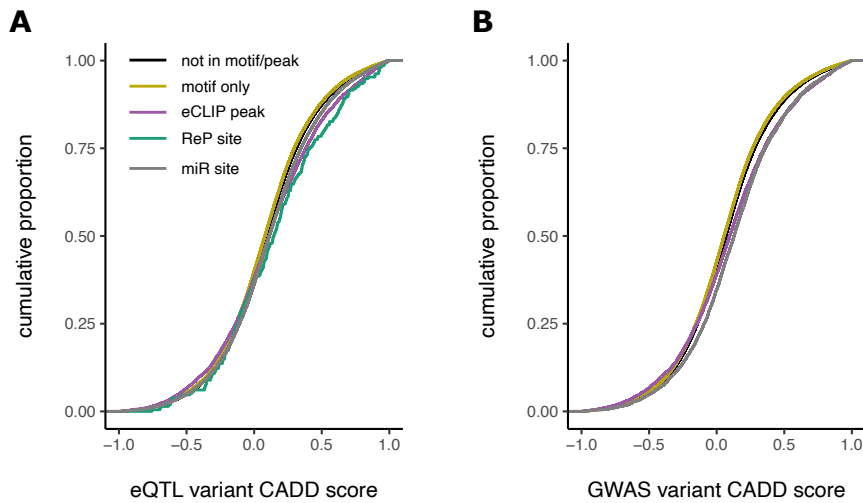 A
cumulative proportion
1.00
0.75
0.50
0.25
0.00
not in motif/peak
motif only
eCLIP peak
ReP site
miR site
−1.0 −0.5 0.0 0.5 1.0
eQTL variant CADD score
B
cumulative proportion
1.00
0.75
0.50
0.25
0.00
−1.0 −0.5 0.0 0.5 1.0
GWAS variant CADD score